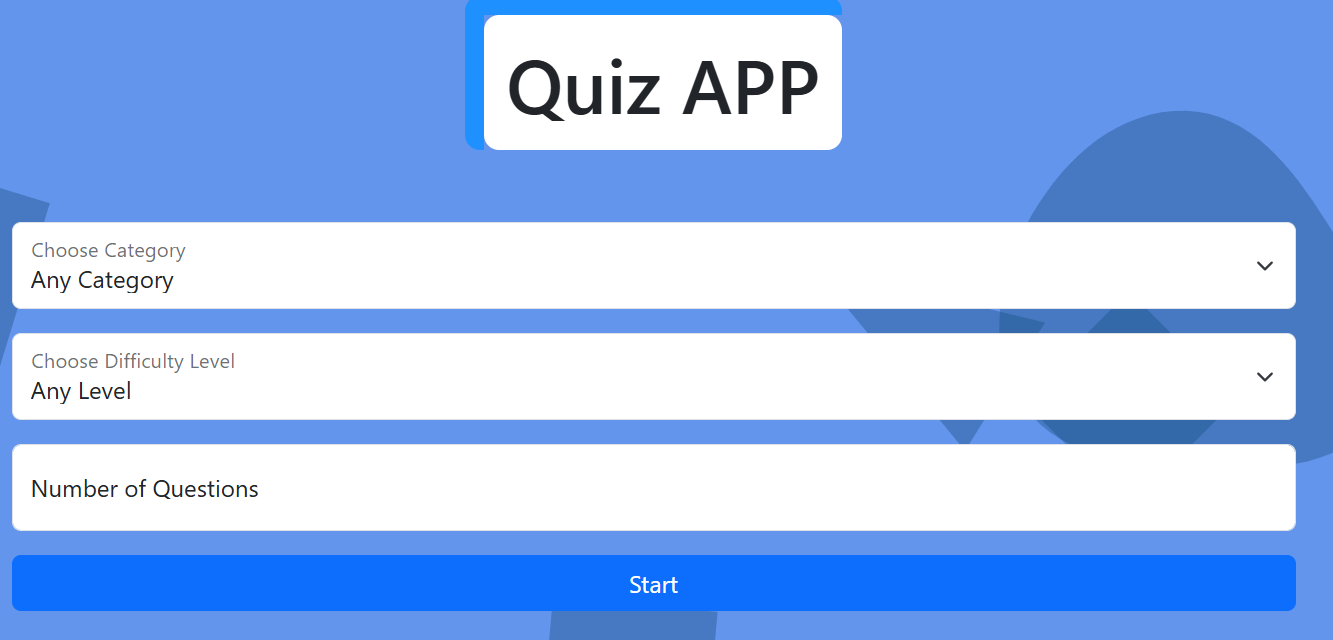 Quiz APP
Choose Category
Any Category
Choose Difficulty Level
Any Level
Number of Questions
Start